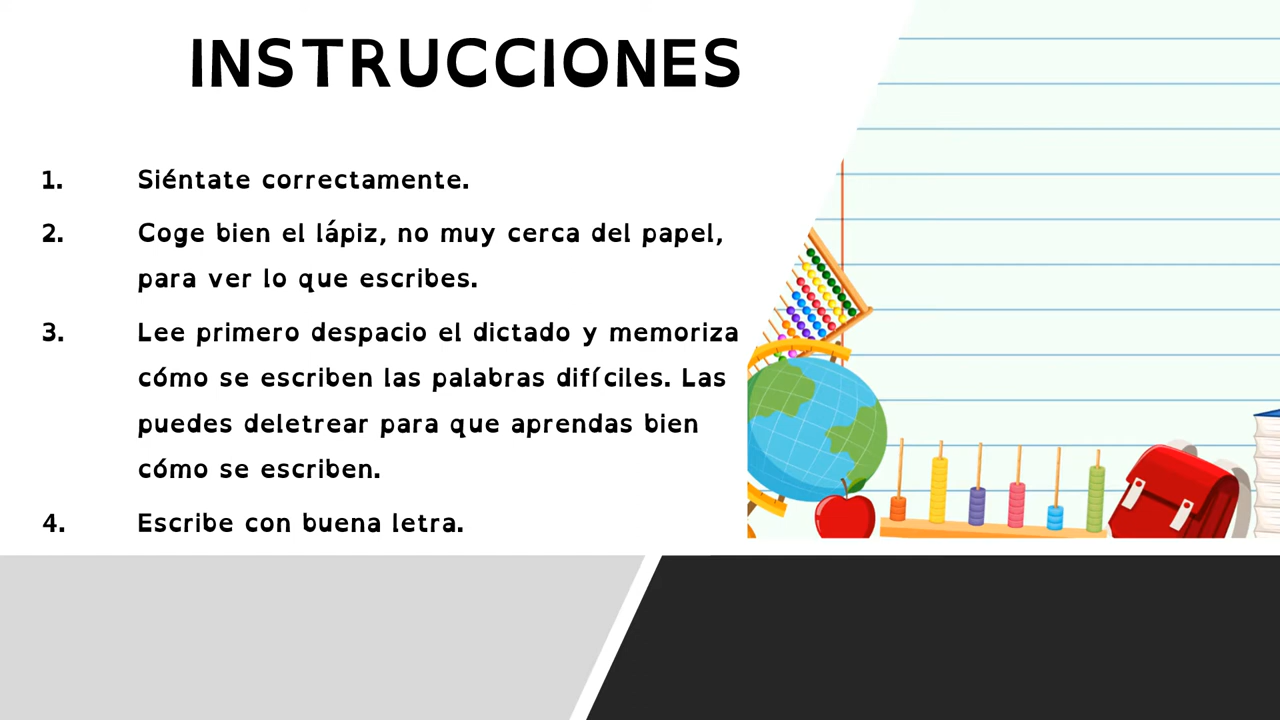 INSTRUCCIONES
1. Siéntate correctamente.
2. Coge bien el lápiz, no muy cerca del papel,
para ver lo que escribes.
3. Lee primero despacio el dictado y memoriza
cómo se escriben las palabras difíciles. Las
puedes deletrear para que aprendas bien
cómo se escriben.
4. Escribe con buena letra.